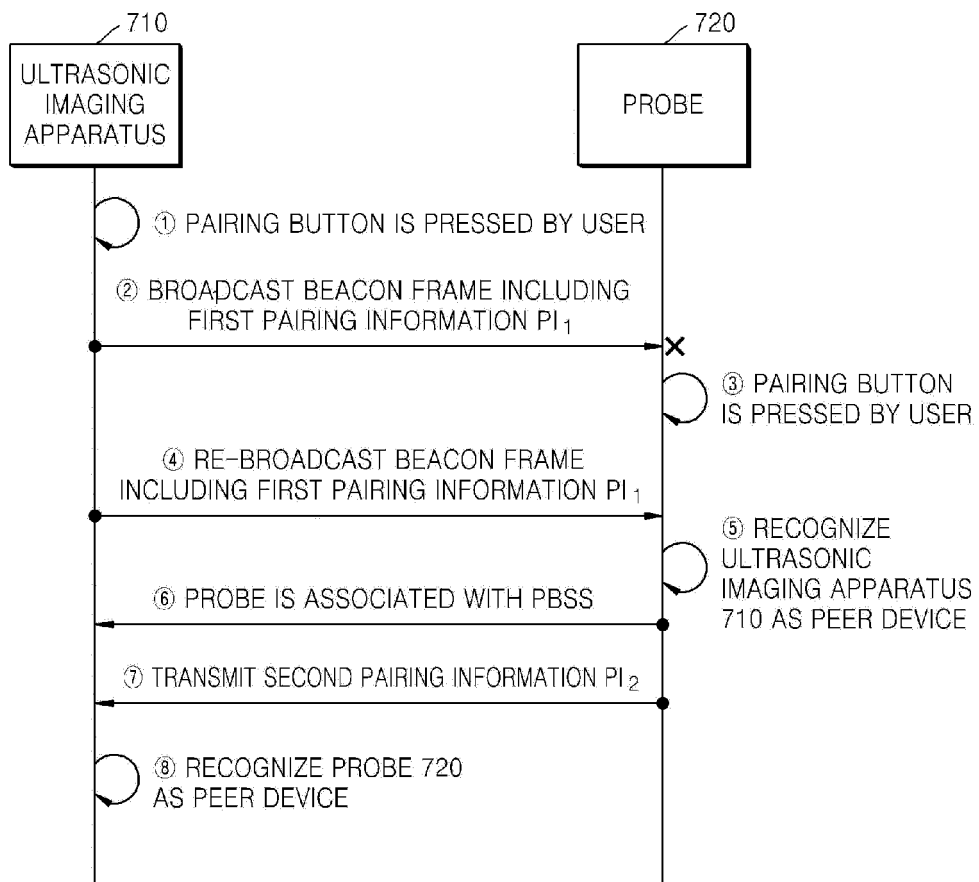 710
720
ULTRASONIC
IMAGING
APPARATUS
PROBE
① PAIRING BUTTON IS PRESSED BY USER
② BROADCAST BEACON FRAME INCLUDING
FIRST PAIRING INFORMATION PI1
③ PAIRING BUTTON
IS PRESSED BY USER
④ RE-BROADCAST BEACON FRAME
INCLUDING FIRST PAIRING INFORMATION PI1
⑤ RECOGNIZE
ULTRASONIC
IMAGING APPARATUS
710 AS PEER DEVICE
⑥ PROBE IS ASSOCIATED WITH PBSS
⑦ TRANSMIT SECOND PAIRING INFORMATION PI2
⑧ RECOGNIZE PROBE 720
AS PEER DEVICE